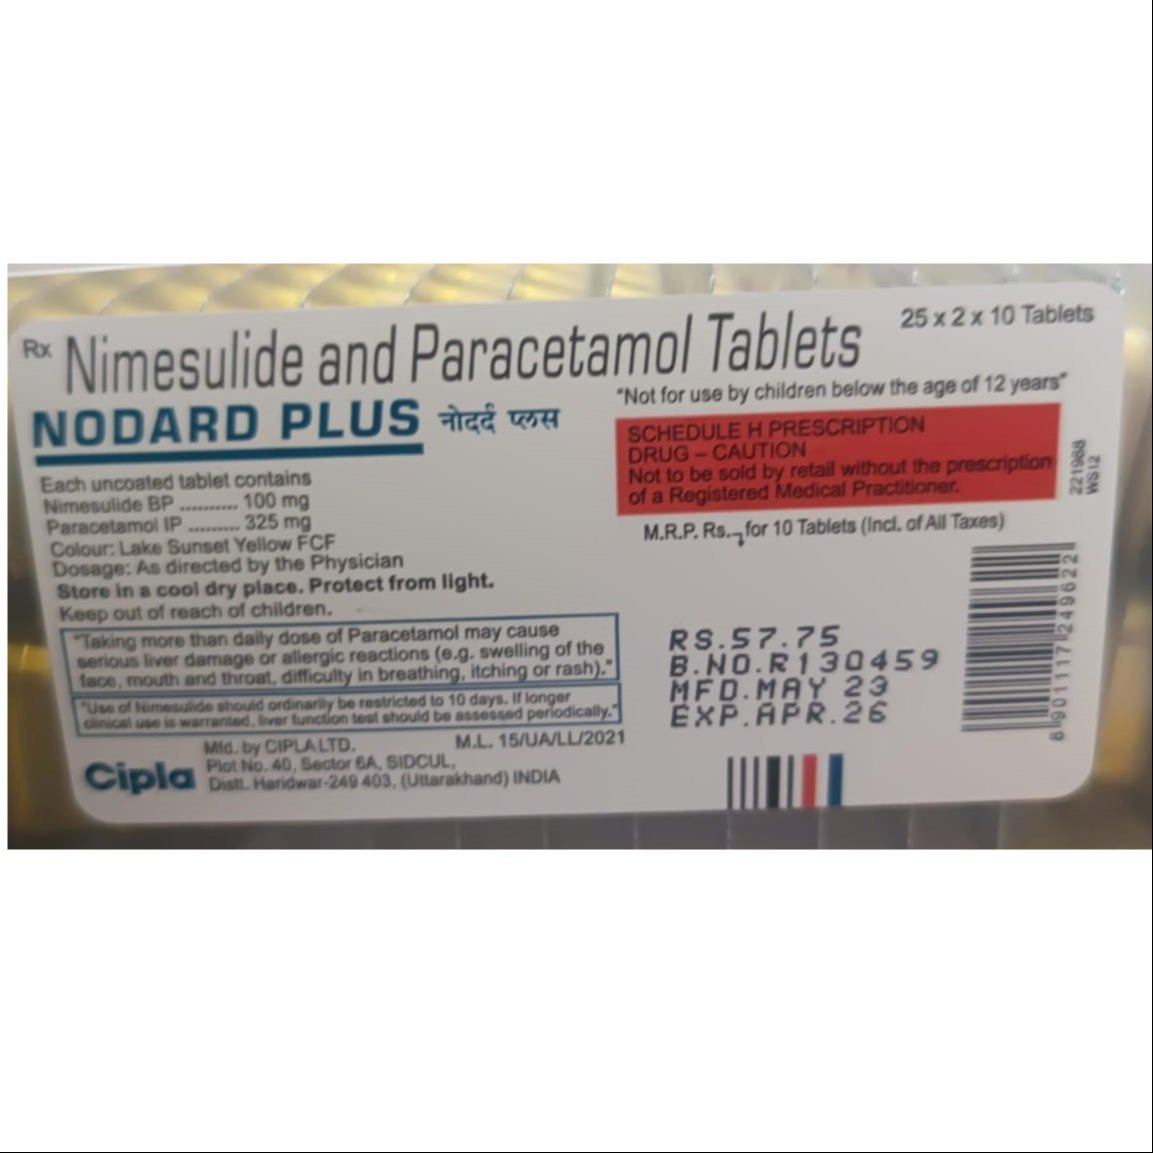 Rx Nimesulide and Paracetamol Tablets
25 x 2 x 10 Tablets
NODARD PLUS नोदर्द प्लस
"Not for use by children below the age of 12 years"
SCHEDULE H PRESCRIPTION
DRUG – CAUTION
Not to be sold by retail without the prescription
of a Registered Medical Practitioner.
221988
WS12
Each uncoated tablet contains
Nimesulide BP .......... 100 mg
Paracetamol IP ......... 325 mg
Colour: Lake Sunset Yellow FCF
Dosage: As directed by the Physician
Store in a cool dry place. Protect from light.
Keep out of reach of children.
"Taking more than daily dose of Paracetamol may cause
serious liver damage or allergic reactions (e.g. swelling of the
face, mouth and throat, difficulty in breathing, itching or rash)."
"Use of Nimesulide should ordinarily be restricted to 10 days. If longer
clinical use is warranted, liver function test should be assessed periodically."
M.R.P. Rs. for 10 Tablets (Incl. of All Taxes)
RS.57.75
B.NO.R130459
MFD.MAY 23
EXP.APR.26
8901117249622
Cipla
Mfd. by CIPLA LTD.
M.L. 15/UA/LL/2021
Plot No. 40, Sector 6A, SIDCUL,
Distt. Haridwar-249 403, (Uttarakhand) INDIA